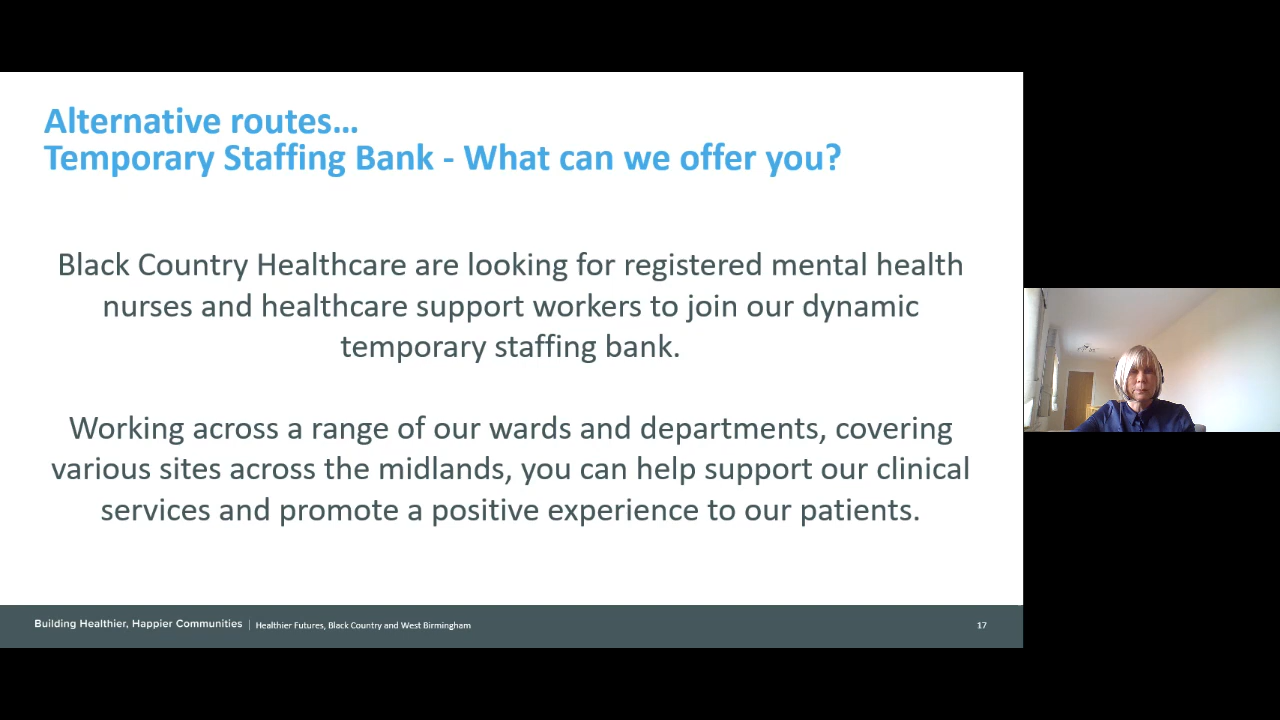 Alternative routes…
Temporary Staffing Bank - What can we offer you?
Black Country Healthcare are looking for registered mental health
nurses and healthcare support workers to join our dynamic
temporary staffing bank.
Working across a range of our wards and departments, covering
various sites across the midlands, you can help support our clinical
services and promote a positive experience to our patients.
Building Healthier, Happier Communities | Healthier Futures, Black Country and West Birmingham
17